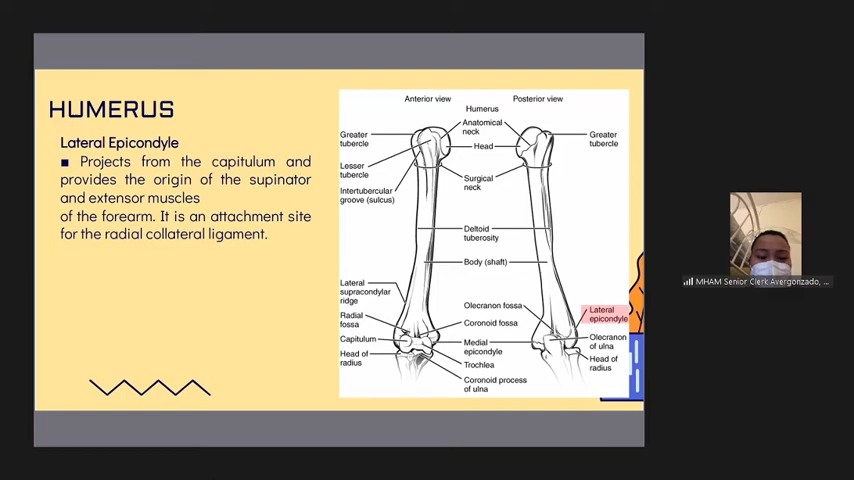 HUMERUS
Lateral Epicondyle
■ Projects from the capitulum and
provides the origin of the supinator
and extensor muscles
of the forearm. It is an attachment site
for the radial collateral ligament.
Anterior view
Posterior view
Humerus
Greater
tubercle
Anatomical
neck
Greater
tubercle
Head
Lesser
tubercle
Surgical
neck
Intertubercular
groove (sulcus)
Deltoid
tuberosity
Body (shaft)
Lateral
supracondylar
ridge
Olecranon fossa
Lateral
epicondyle
Radial
fossa
Coronoid fossa
Capitulum
Medial
epicondyle
Olecranon
of ulna
Head of
radius
Trochlea
Head of
radius
Coronoid process
of ulna
MHAM Senior Clerk Avergonzado, ...